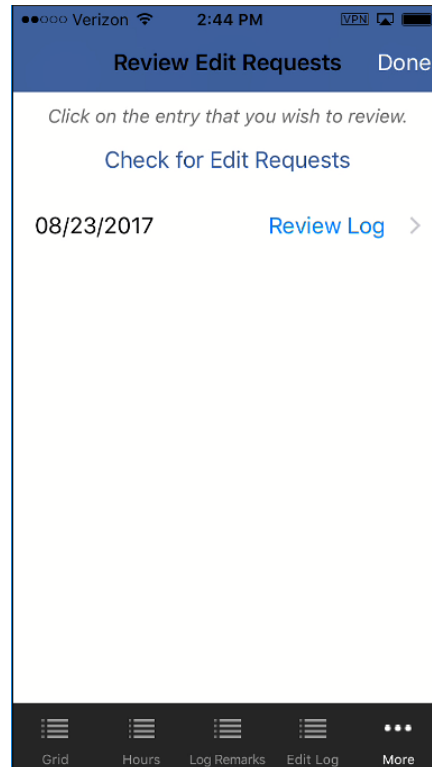 Verizon 2:44 PM VPN
Review Edit Requests Done
Click on the entry that you wish to review.
Check for Edit Requests
08/23/2017 Review Log
Grid Hours Log Remarks Edit Log More